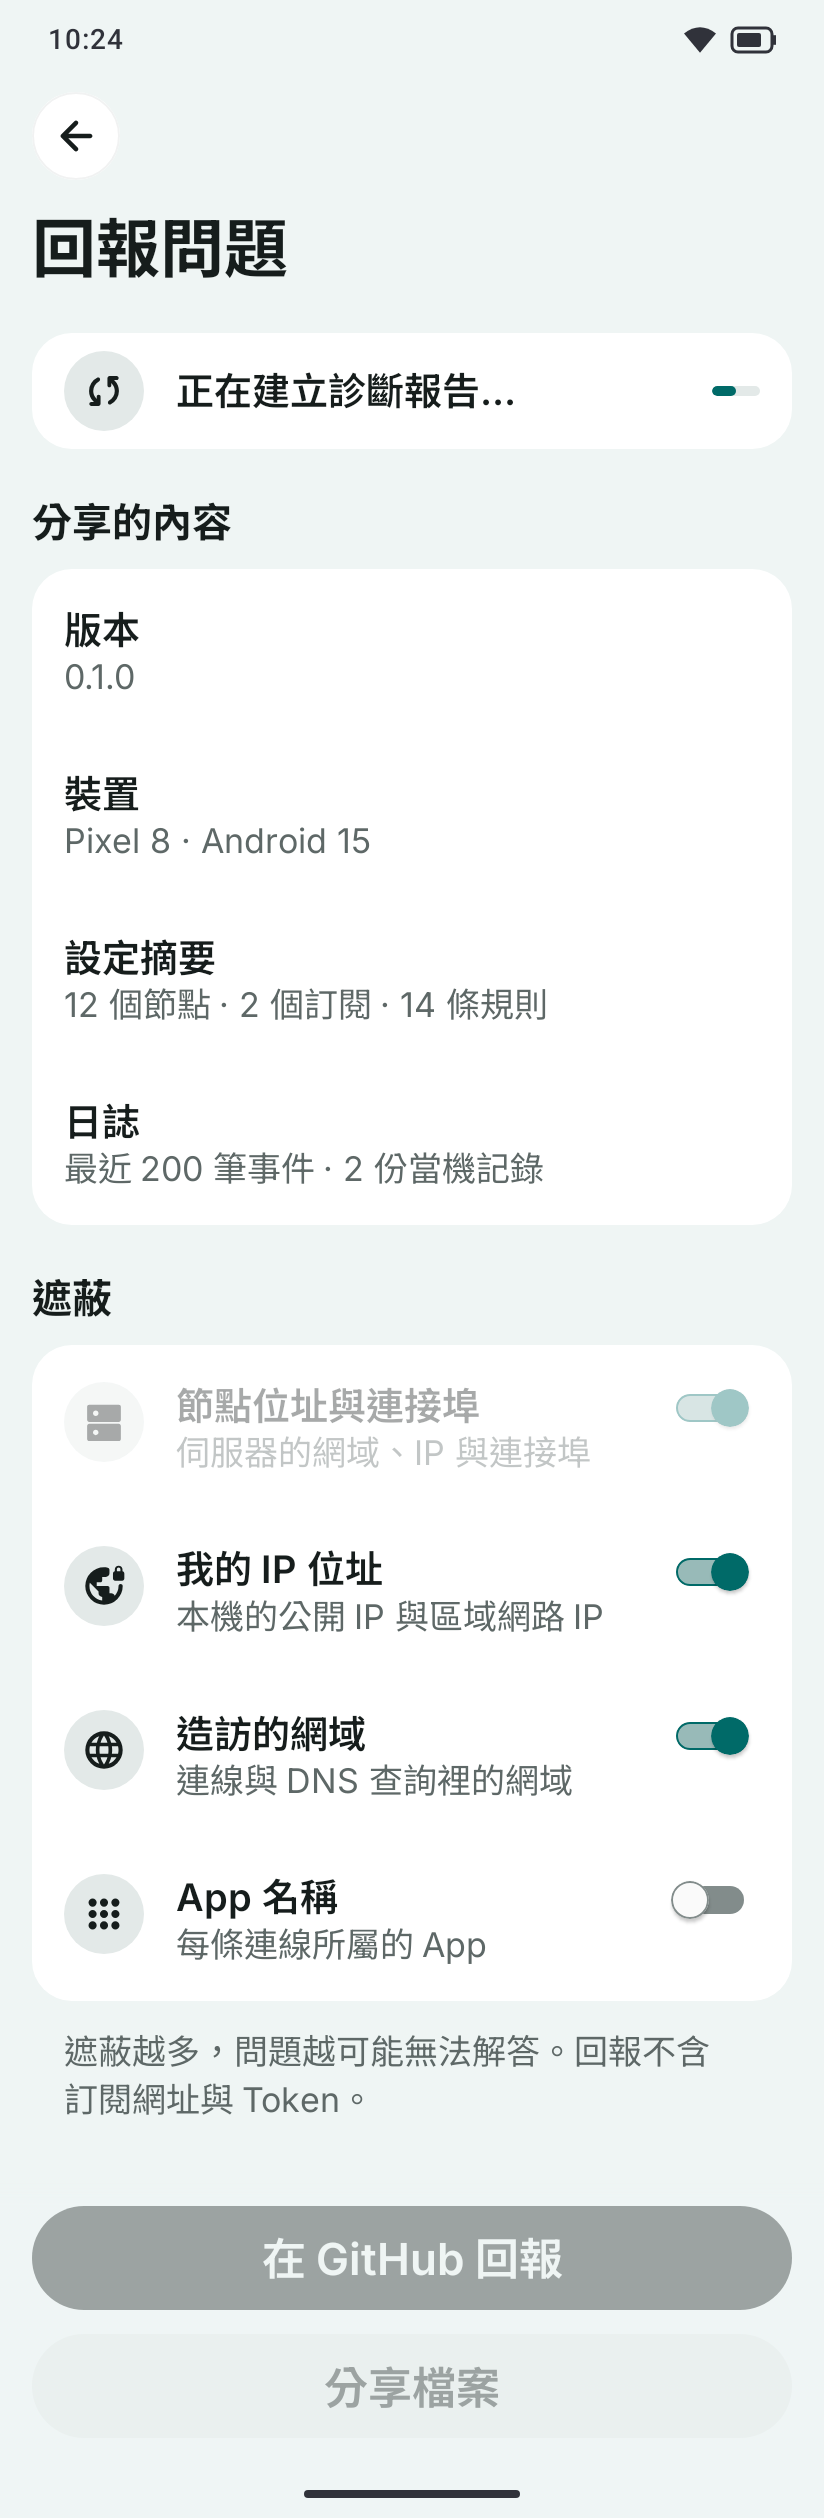 10:24
回報問題
正在建立診斷報告…
分享的內容
版本
0.1.0
裝置
Pixel 8 · Android 15
設定摘要
12 個節點 · 2 個訂閱 · 14 條規則
日誌
最近 200 筆事件 · 2 份當機記錄
遮蔽
節點位址與連接埠
伺服器的網域、IP 與連接埠
我的 IP 位址
本機的公開 IP 與區域網路 IP
造訪的網域
連線與 DNS 查詢裡的網域
App 名稱
每條連線所屬的 App
遮蔽越多，問題越可能無法解答。回報不含
訂閱網址與 Token。
在 GitHub 回報
分享檔案